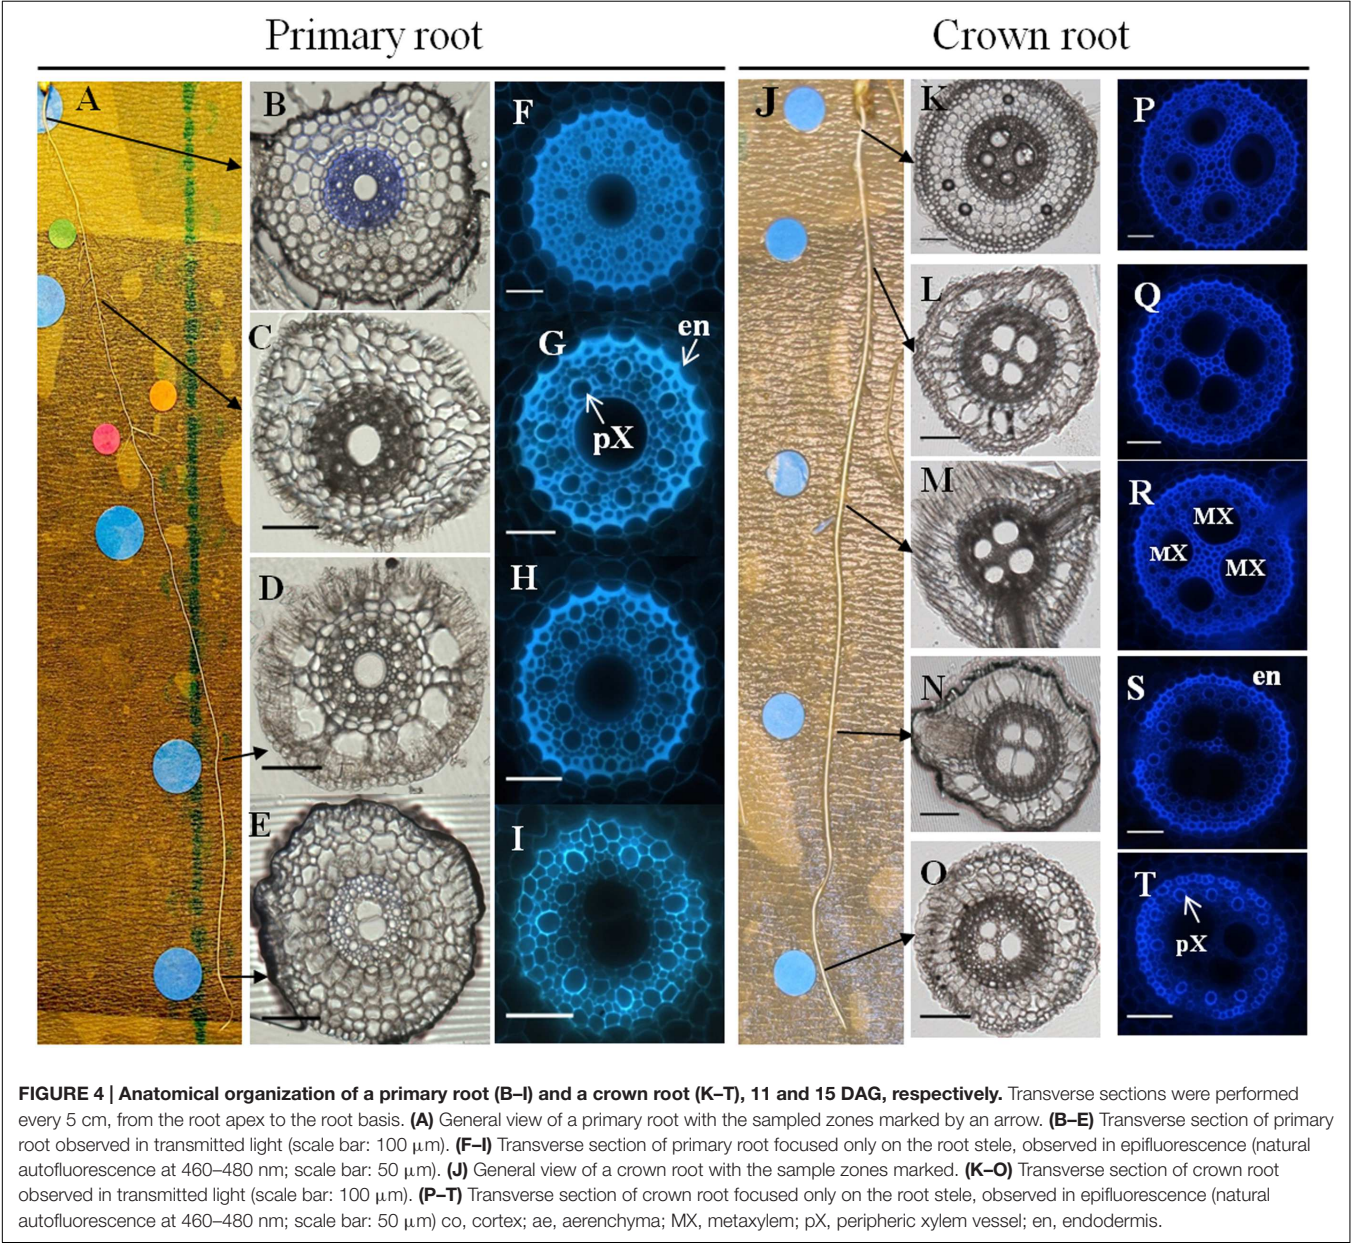 Primary root
Crown root
A
B
F
J
K
P
C
G
en
pX
L
Q
D
H
M
R
MX
MX
MX
E
I
N
S
en
O
T
pX
FIGURE 4 | Anatomical organization of a primary root (B–I) and a crown root (K–T), 11 and 15 DAG, respectively. Transverse sections were performed
every 5 cm, from the root apex to the root basis. (A) General view of a primary root with the sampled zones marked by an arrow. (B–E) Transverse section of primary
root observed in transmitted light (scale bar: 100 μm). (F–I) Transverse section of primary root focused only on the root stele, observed in epifluorescence (natural
autofluorescence at 460–480 nm; scale bar: 50 μm). (J) General view of a crown root with the sample zones marked. (K–O) Transverse section of crown root
observed in transmitted light (scale bar: 100 μm). (P–T) Transverse section of crown root focused only on the root stele, observed in epifluorescence (natural
autofluorescence at 460–480 nm; scale bar: 50 μm) co, cortex; ae, aerenchyma; MX, metaxylem; pX, peripheric xylem vessel; en, endodermis.